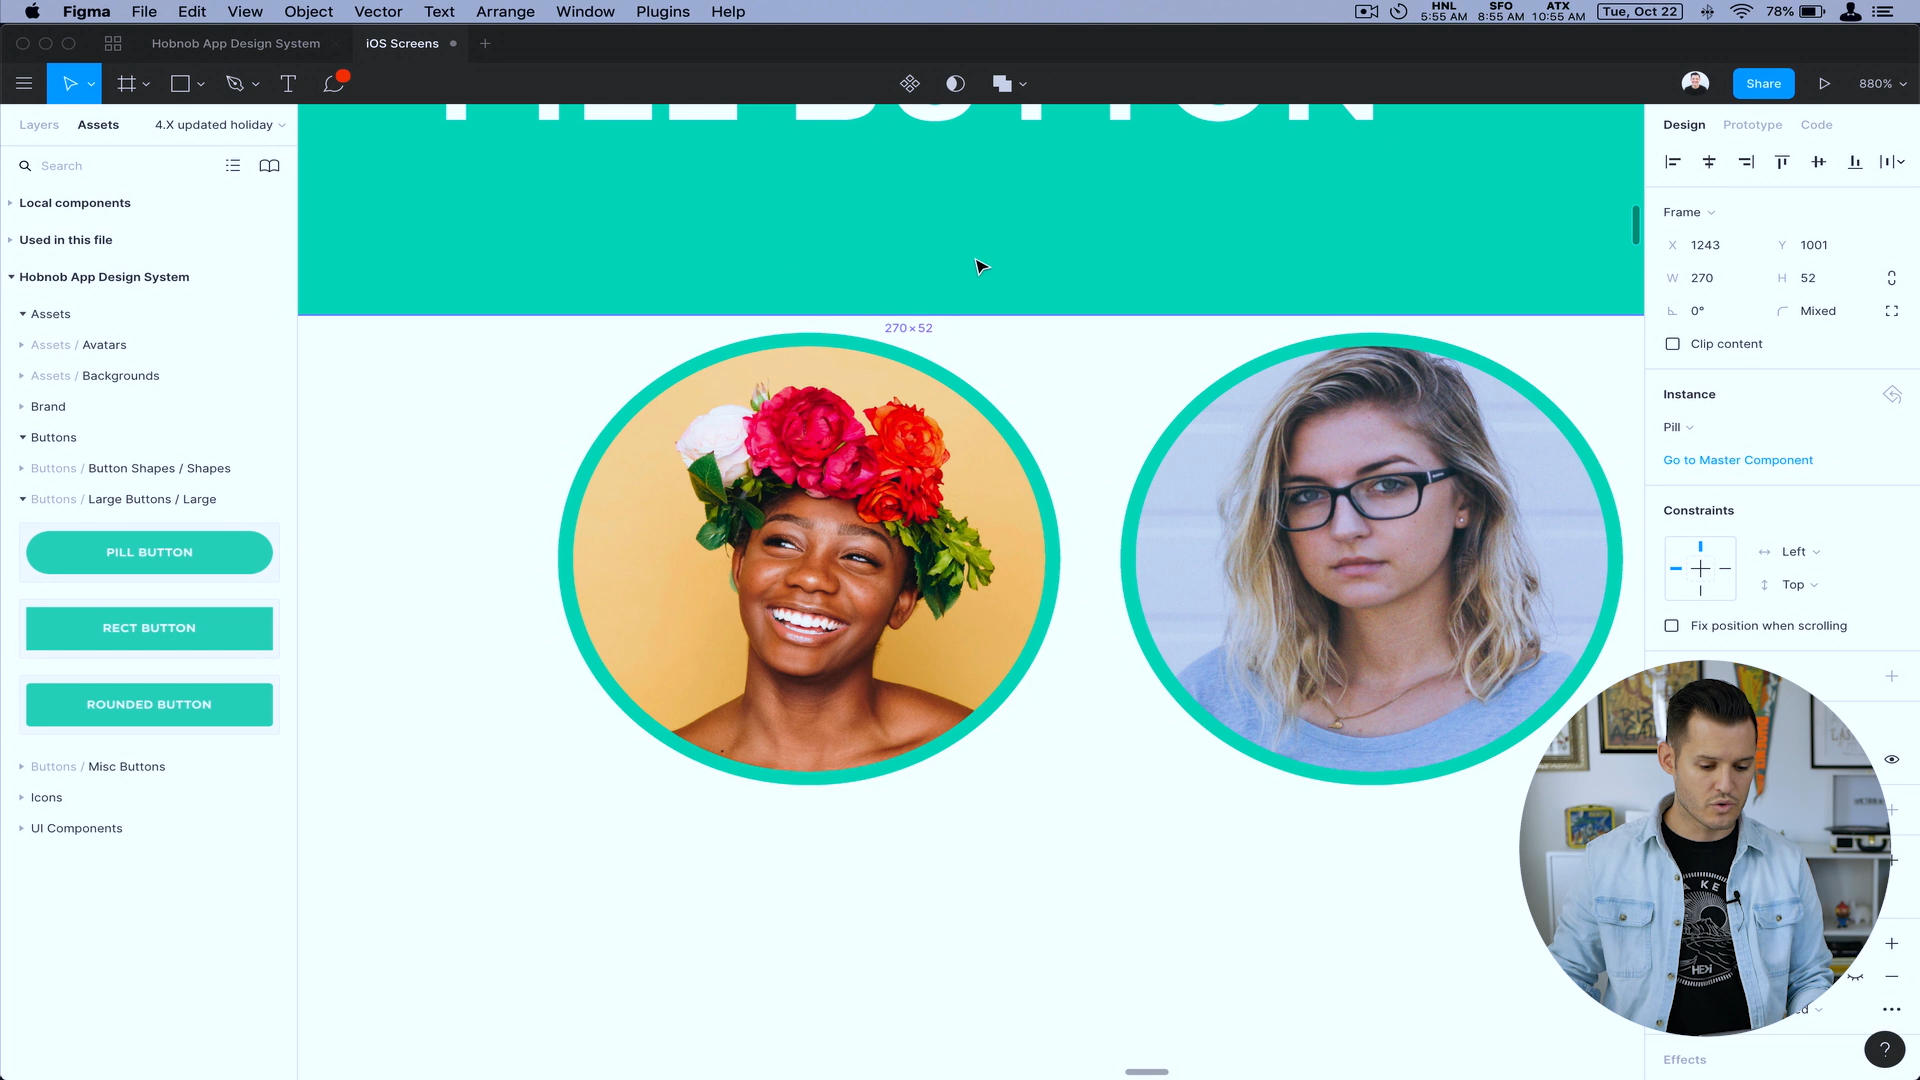 Figma File Edit View Object Vector Text Arrange Window Plugins Help
HNL 5:55 AM SFO 8:55 AM ATX 10:55 AM Tue, Oct 22 78%
Hobnob App Design System
iOS Screens
Share
880%
Layers
Assets
4.X updated holiday
Search
Local components
Used in this file
Hobnob App Design System
Assets
Assets / Avatars
Assets / Backgrounds
Brand
Buttons
Buttons / Button Shapes / Shapes
Buttons / Large Buttons / Large
PILL BUTTON
RECT BUTTON
ROUNDED BUTTON
Buttons / Misc Buttons
Icons
UI Components
PILL BUTTON
270 × 52
Design Prototype Code
Frame
X 1243 Y 1001
W 270 H 52
0° Mixed
Clip content
Instance
Pill
Go to Master Component
Constraints
Left
Top
Fix position when scrolling
Effects
?